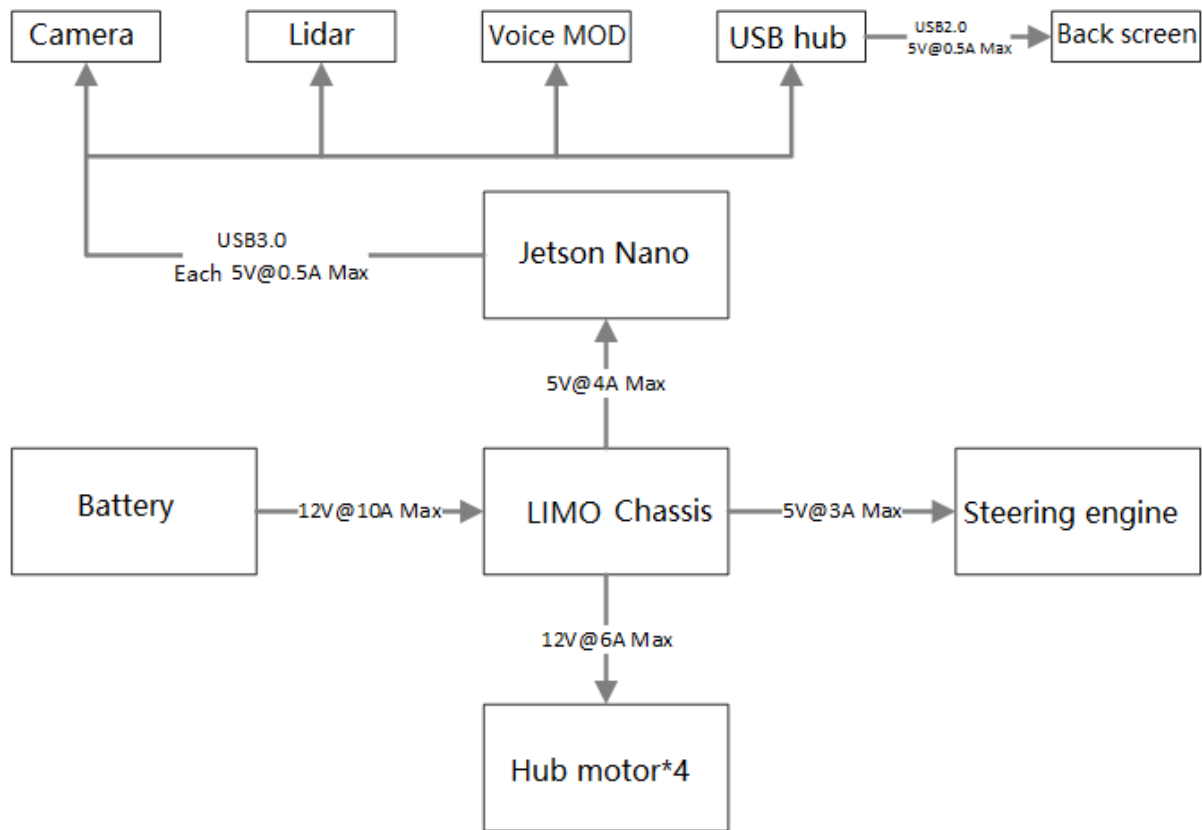 Camera
Lidar
Voice MOD
USB hub
USB2.0
5V@0.5A Max
Back screen
Jetson Nano
USB3.0
Each 5V@0.5A Max
5V@4A Max
Battery
12V@10A Max
LIMO Chassis
5V@3A Max
Steering engine
12V@6A Max
Hub motor*4